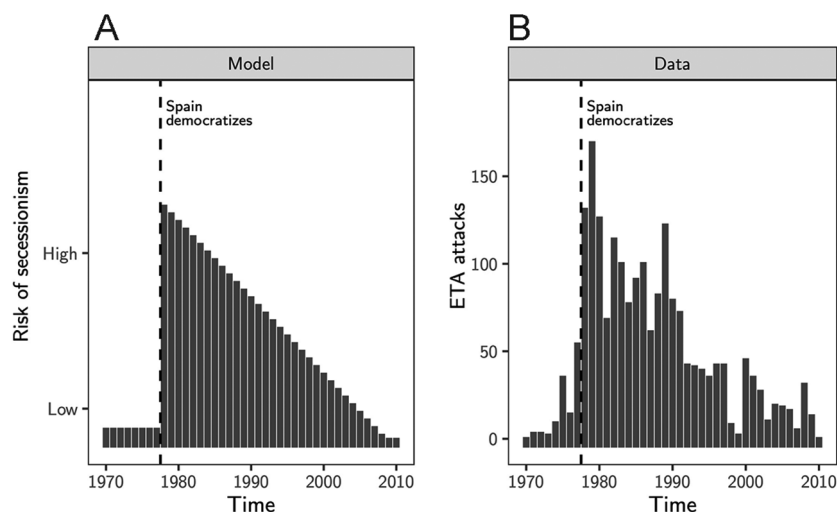 A
Model
Spain
democratizes
Risk of secessionism
High
Low
1970
1980
1990
2000
2010
Time
B
Data
Spain
democratizes
ETA attacks
150
100
50
0
1970
1980
1990
2000
2010
Time